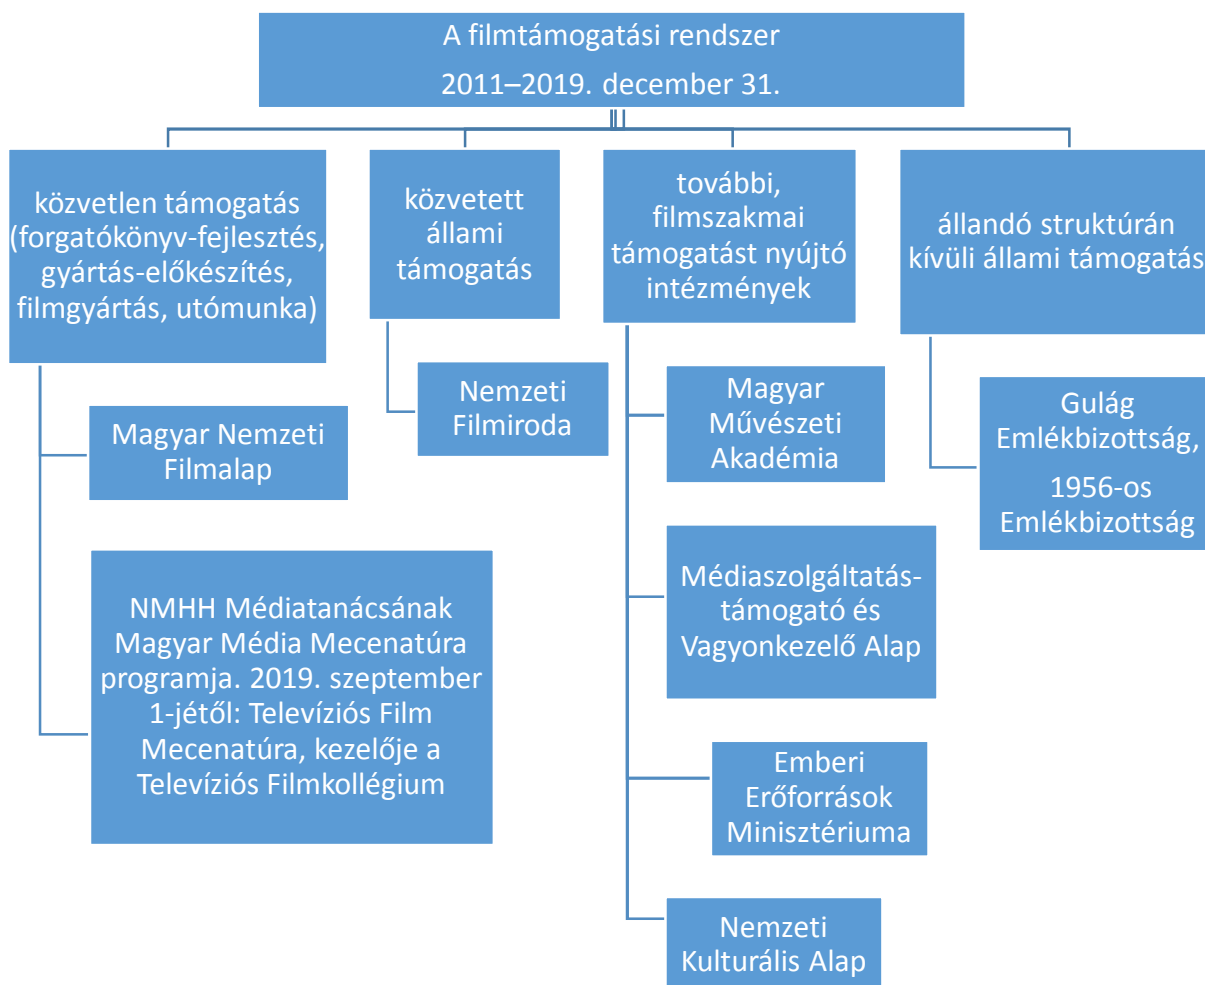 A filmtámogatási rendszer
2011–2019. december 31.
közvetlen támogatás
(forgatókönyv-fejlesztés,
gyártás-előkészítés,
filmgyártás, utómunka)
Magyar Nemzeti
Filmalap
NMHH Médiatanácsának
Magyar Média Mecenatúra
programja. 2019. szeptember
1-jétől: Televíziós Film
Mecenatúra, kezelője a
Televíziós Filmkollégium
közvetett
állami
támogatás
Nemzeti
Filmiroda
további,
filmszakmai
támogatást nyújtó
intézmények
Magyar
Művészeti
Akadémia
Médiaszolgáltatás-
támogató és
Vagyonkezelő Alap
Emberi
Erőforrások
Minisztériuma
Nemzeti
Kulturális Alap
állandó struktúrán
kívüli állami támogatás
Gulág
Emlékbizottság,
1956-os
Emlékbizottság